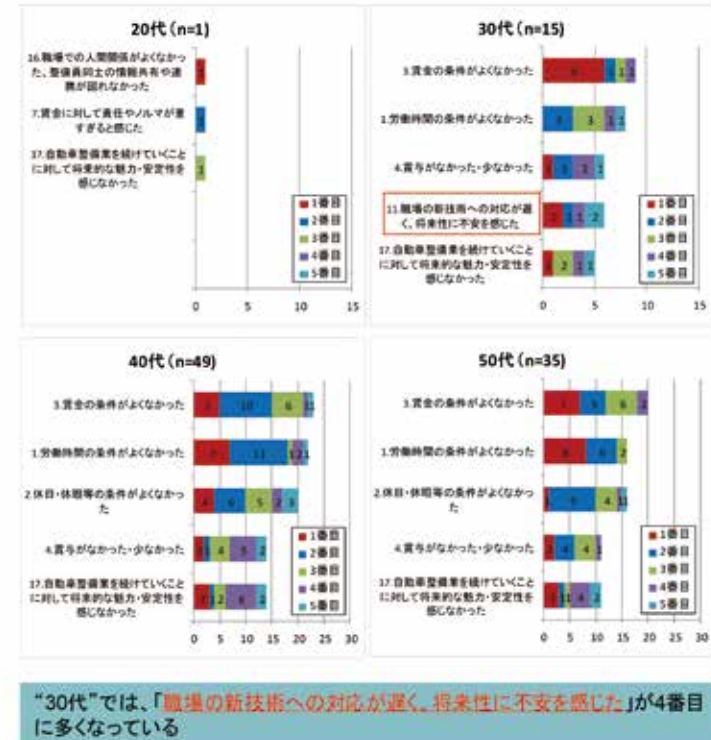 20代(n=1)
16.職場での人間関係がよくなかっ
た、整備員同士の情報共有や連
携が図れなかった
7.賃金に対して責任やノルマが重
すぎると感じた
17.自動車整備業を続けていくこと
に対して将来的な魅力・安定性を
感じなかった
1番目
2番目
3番目
4番目
5番目
0 5 10 15
30代(n=15)
3.賃金の条件がよくなかった
1.労働時間の条件がよくなかった
4.賞与がなかった・少なかった
11.職場の新技術への対応が遅
く、将来性に不安を感じた
17.自動車整備業を続けていくこと
に対して将来的な魅力・安定性を
感じなかった
1番目
2番目
3番目
4番目
5番目
0 5 10 15
40代(n=49)
3.賃金の条件がよくなかった
10 6 1 1
1.労働時間の条件がよくなかった
11 1 2 1
2.休日・休暇等の条件がよくなかっ
た
4 6 5 2 3
4.賞与がなかった・少なかった
17.自動車整備業を続けていくこと
に対して将来的な魅力・安定性を
感じなかった
1番目
2番目
3番目
4番目
5番目
0 5 10 15 20 25 30
50代(n=35)
3.賃金の条件がよくなかった
1.労働時間の条件がよくなかった
8 6 2
2.休日・休暇等の条件がよくなかっ
た
4.賞与がなかった・少なかった
17.自動車整備業を続けていくこと
に対して将来的な魅力・安定性を
感じなかった
1番目
2番目
3番目
4番目
5番目
0 5 10 15 20 25 30
“30代”では、「職場の新技術への対応が遅く、将来性に不安を感じた」が4番目
に多くなっている